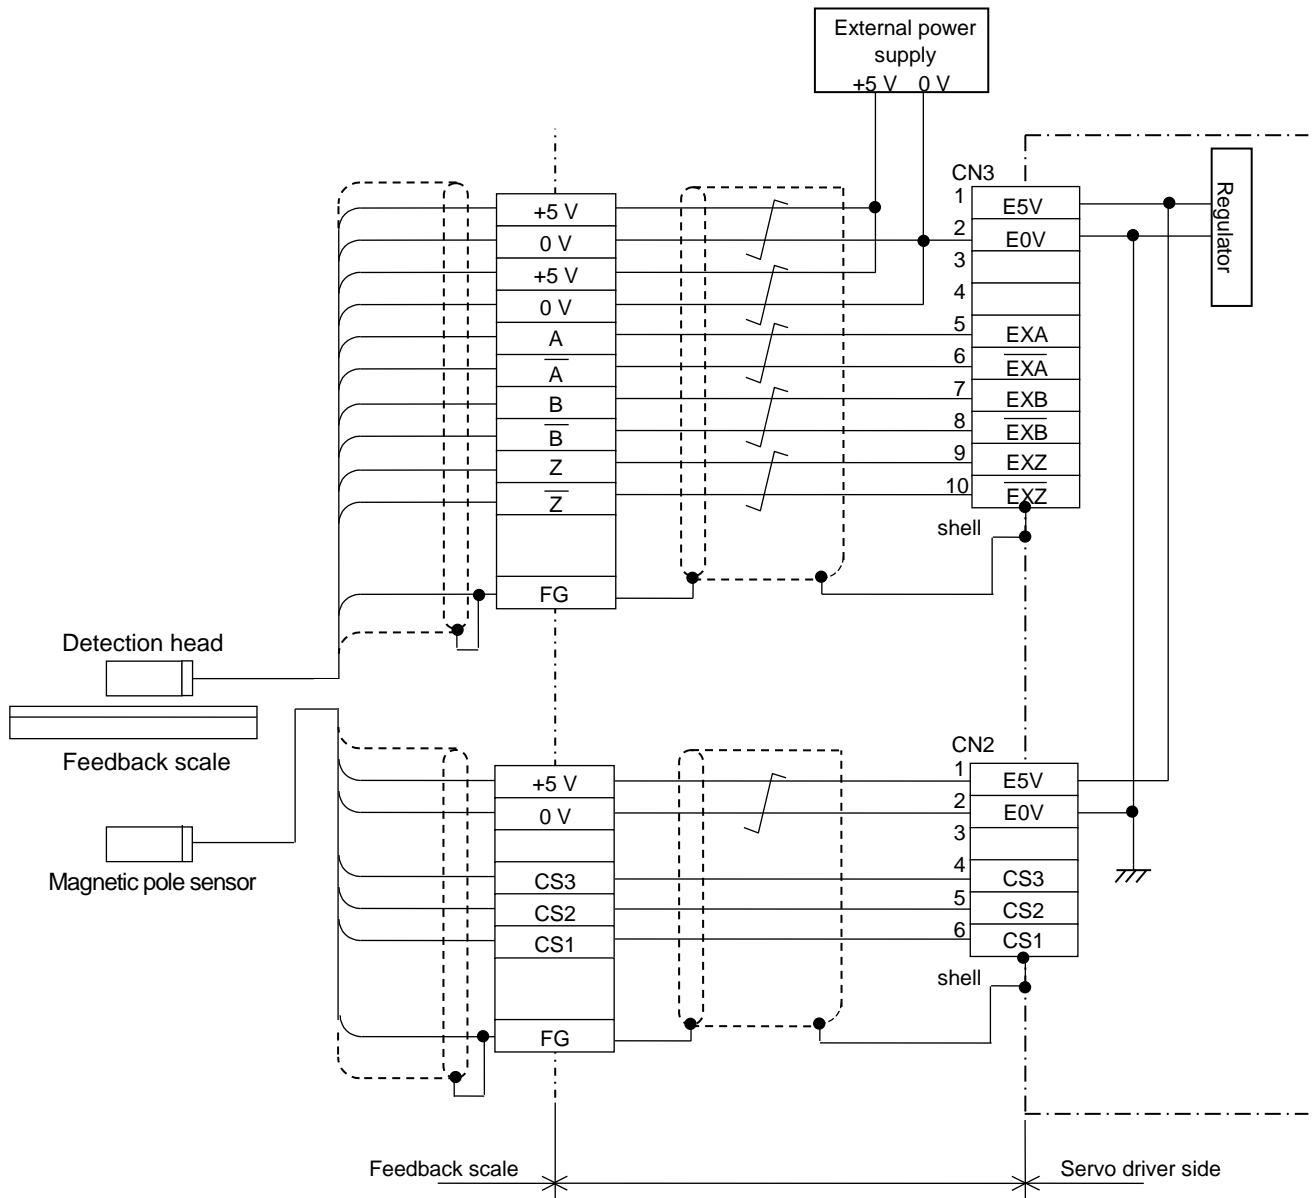 External power
supply
+5 V 0 V
CN3
Regulator
+5 V
0 V
+5 V
0 V
A
A̅
B
B̅
Z
Z̅
FG
1 E5V
2 E0V
3
4
5 EXA
6 E̅X̅A̅
7 EXB
8 E̅X̅B̅
9 EXZ
10 E̅X̅Z̅
shell
Detection head
Feedback scale
Magnetic pole sensor
CN2
+5 V
0 V
CS3
CS2
CS1
FG
1 E5V
2 E0V
3
4 CS3
5 CS2
6 CS1
shell
Feedback scale
Servo driver side